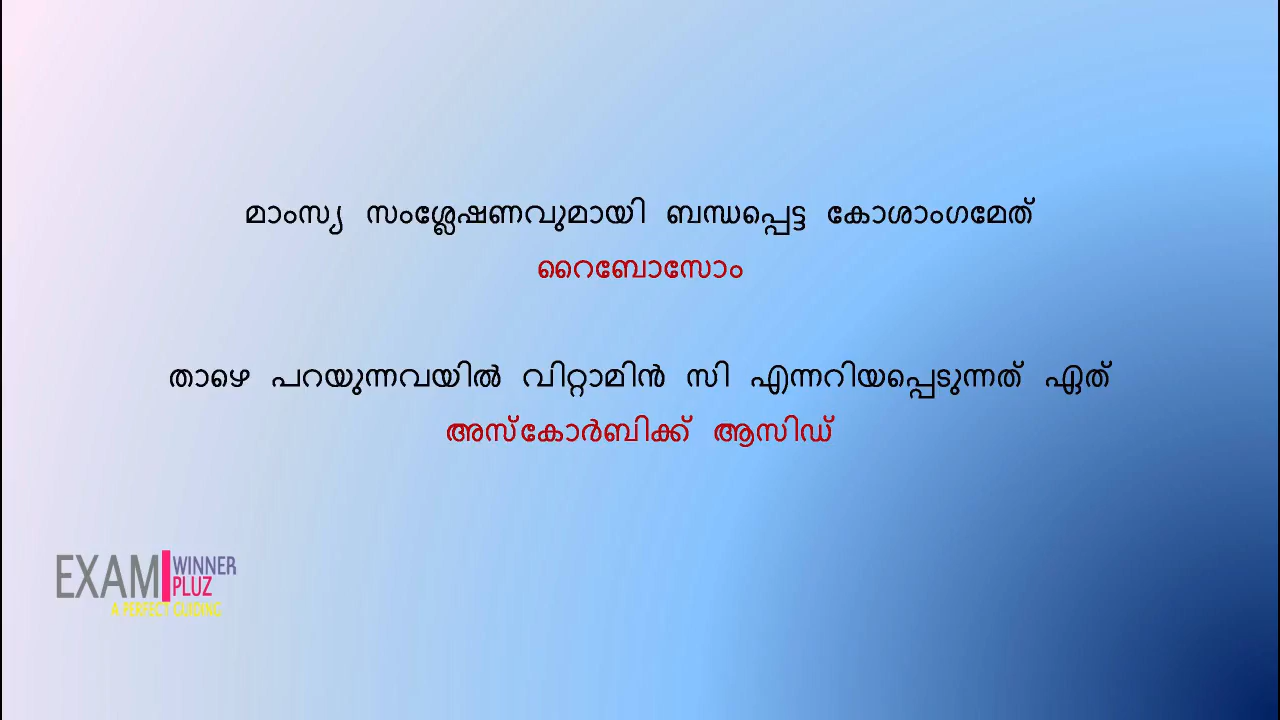 മാംസ്യ സംശ്ലേഷണവുമായി ബന്ധപ്പെട്ട കോശാംഗമേത്
റൈബോസോം
താഴെ പറയുന്നവയിൽ വിറ്റാമിൻ സി എന്നറിയപ്പെടുന്നത് ഏത്
അസ്കോർബിക്ക് ആസിഡ്
EXAM WINNER
PLUZ
A PERFECT GUIDING